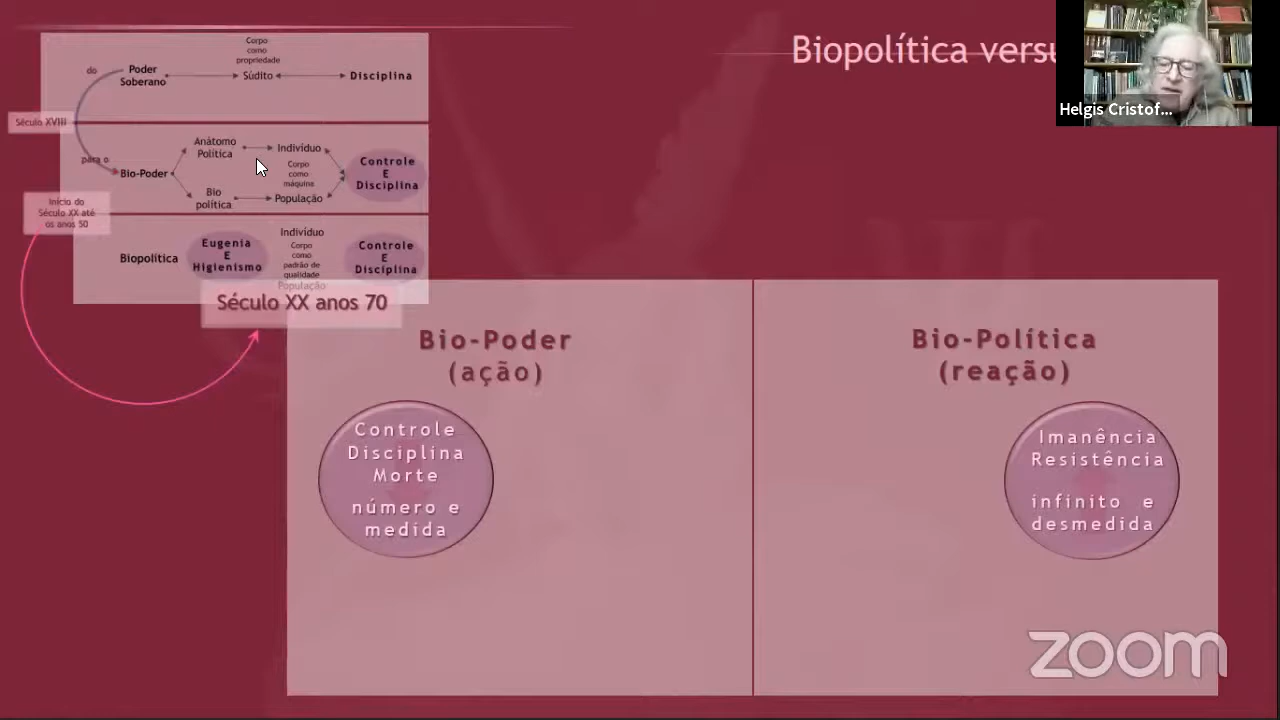 Biopolítica versu
Helgis Cristof...
Corpo
como
propriedade
do
Poder
Soberano
Súdito
Disciplina
Século XVIII
para o
Anátomo
Política
Indivíduo
Bio-Poder
Corpo
como
máquina
Controle
E
Disciplina
Bio
política
População
Início do
Século XX até
os anos 50
Biopolítica
Eugenia
E
Higienismo
Indivíduo
Corpo
como
padrão de
qualidade
População
Controle
E
Disciplina
Século XX anos 70
Bio-Poder
(ação)
Controle
Disciplina
Morte
número e
medida
Bio-Política
(reação)
Imanência
Resistência
infinito e
desmedida
zoom